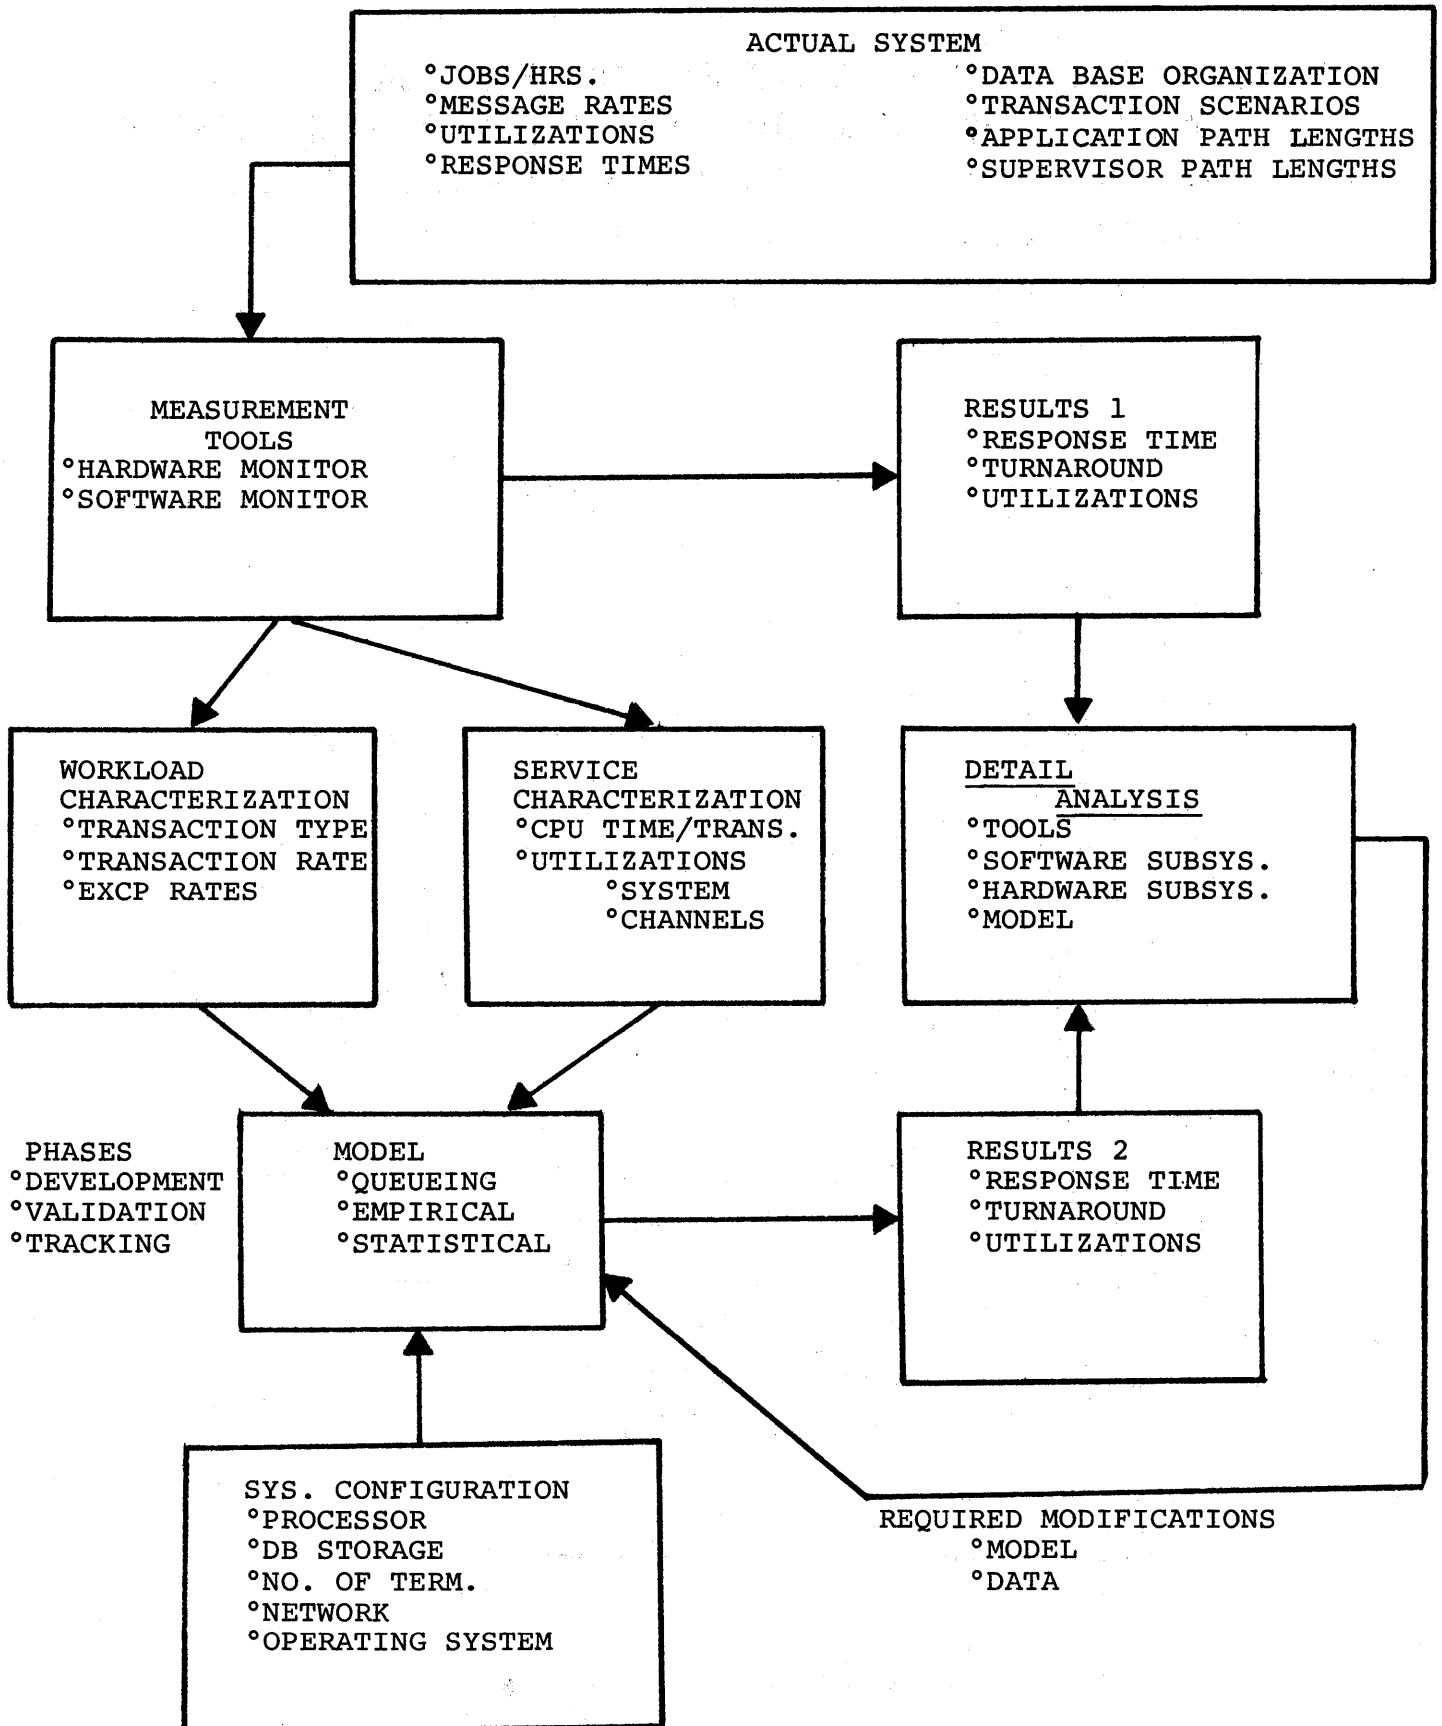 ACTUAL SYSTEM
°JOBS/HRS.
°MESSAGE RATES
°UTILIZATIONS
°RESPONSE TIMES
°DATA BASE ORGANIZATION
°TRANSACTION SCENARIOS
°APPLICATION PATH LENGTHS
°SUPERVISOR PATH LENGTHS
MEASUREMENT
TOOLS
°HARDWARE MONITOR
°SOFTWARE MONITOR
RESULTS 1
°RESPONSE TIME
°TURNAROUND
°UTILIZATIONS
WORKLOAD
CHARACTERIZATION
°TRANSACTION TYPE
°TRANSACTION RATE
°EXCP RATES
SERVICE
CHARACTERIZATION
°CPU TIME/TRANS.
°UTILIZATIONS
°SYSTEM
°CHANNELS
DETAIL
ANALYSIS
°TOOLS
°SOFTWARE SUBSYS.
°HARDWARE SUBSYS.
°MODEL
PHASES
°DEVELOPMENT
°VALIDATION
°TRACKING
MODEL
°QUEUEING
°EMPIRICAL
°STATISTICAL
RESULTS 2
°RESPONSE TIME
°TURNAROUND
°UTILIZATIONS
SYS. CONFIGURATION
°PROCESSOR
°DB STORAGE
°NO. OF TERM.
°NETWORK
°OPERATING SYSTEM
REQUIRED MODIFICATIONS
°MODEL
°DATA